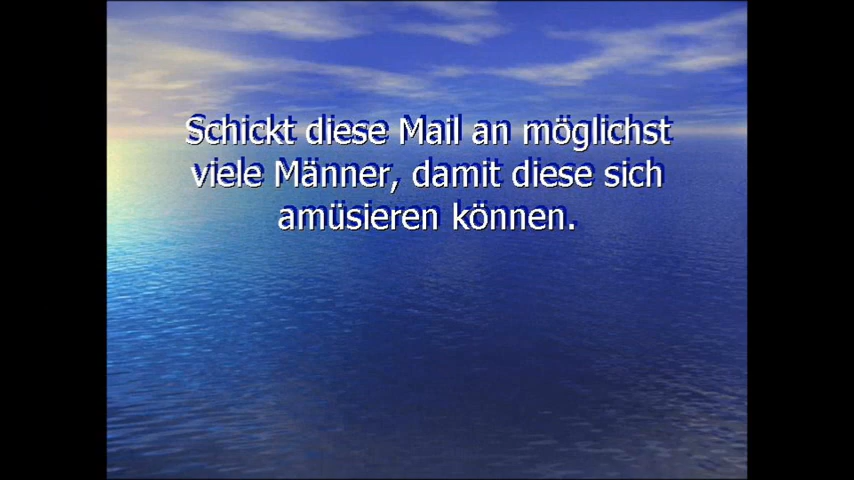 Schickt diese Mail an möglichst
viele Männer, damit diese sich
amüsieren können.